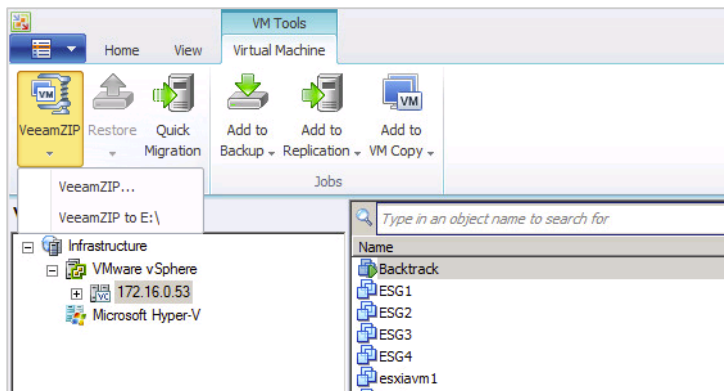 VM Tools
Home View Virtual Machine
VM
VM
VeeamZIP Restore Quick Migration Add to Backup Add to Replication Add to VM Copy
Jobs
VeeamZIP...
VeeamZIP to E:\
Type in an object name to search for
Infrastructure
Name
VMware vSphere
Backtrack
VC
172.16.0.53
ESG1
Microsoft Hyper-V
ESG2
ESG3
ESG4
esxiavm1